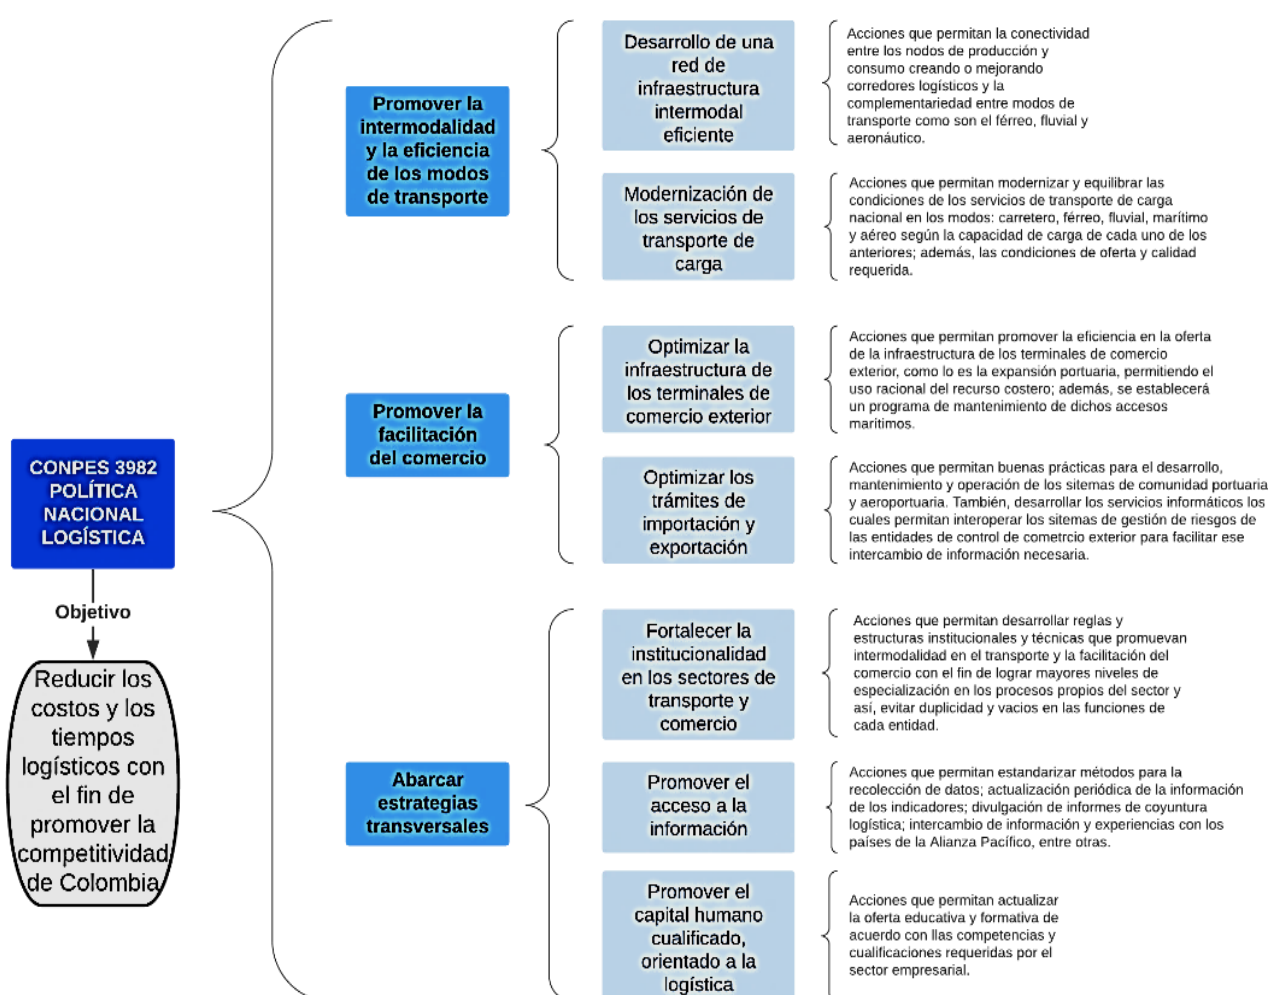 CONPES 3982
POLÍTICA
NACIONAL
LOGÍSTICA
Objetivo
Reducir los
costos y los
tiempos
logísticos con
el fin de
promover la
competitividad
de Colombia
Promover la
intermodalidad
y la eficiencia
de los modos
de transporte
Desarrollo de una
red de
infraestructura
intermodal
eficiente
Acciones que permitan la conectividad
entre los nodos de producción y
consumo creando o mejorando
corredores logísticos y la
complementariedad entre modos de
transporte como son el férreo, fluvial y
aeronáutico.
Modernización de
los servicios de
transporte de
carga
Acciones que permitan modernizar y equilibrar las
condiciones de los servicios de transporte de carga
nacional en los modos: carretero, férreo, fluvial, marítimo
y aéreo según la capacidad de carga de cada uno de los
anteriores; además, las condiciones de oferta y calidad
requerida.
Promover la
facilitación
del comercio
Optimizar la
infraestructura de
los terminales de
comercio exterior
Acciones que permitan promover la eficiencia en la oferta
de la infraestructura de los terminales de comercio
exterior, como lo es la expansión portuaria, permitiendo el
uso racional del recurso costero; además, se establecerá
un programa de mantenimiento de dichos accesos
marítimos.
Optimizar los
trámites de
importación y
exportación
Acciones que permitan buenas prácticas para el desarrollo,
mantenimiento y operación de los sitemas de comunidad portuaria
y aeroportuaria. También, desarrollar los servicios informáticos los
cuales permitan interoperar los sitemas de gestión de riesgos de
las entidades de control de cometrcio exterior para facilitar ese
intercambio de información necesaria.
Abarcar
estrategias
transversales
Fortalecer la
institucionalidad
en los sectores de
transporte y
comercio
Acciones que permitan desarrollar reglas y
estructuras institucionales y técnicas que promuevan
intermodalidad en el transporte y la facilitación del
comercio con el fin de lograr mayores niveles de
especialización en los procesos propios del sector y
así, evitar duplicidad y vacios en las funciones de
cada entidad.
Promover el
acceso a la
información
Acciones que permitan estandarizar métodos para la
recolección de datos; actualización periódica de la información
de los indicadores; divulgación de informes de coyuntura
logística; intercambio de información y experiencias con los
países de la Alianza Pacífico, entre otras.
Promover el
capital humano
cualificado,
orientado a la
logística
Acciones que permitan actualizar
la oferta educativa y formativa de
acuerdo con llas competencias y
cualificaciones requeridas por el
sector empresarial.